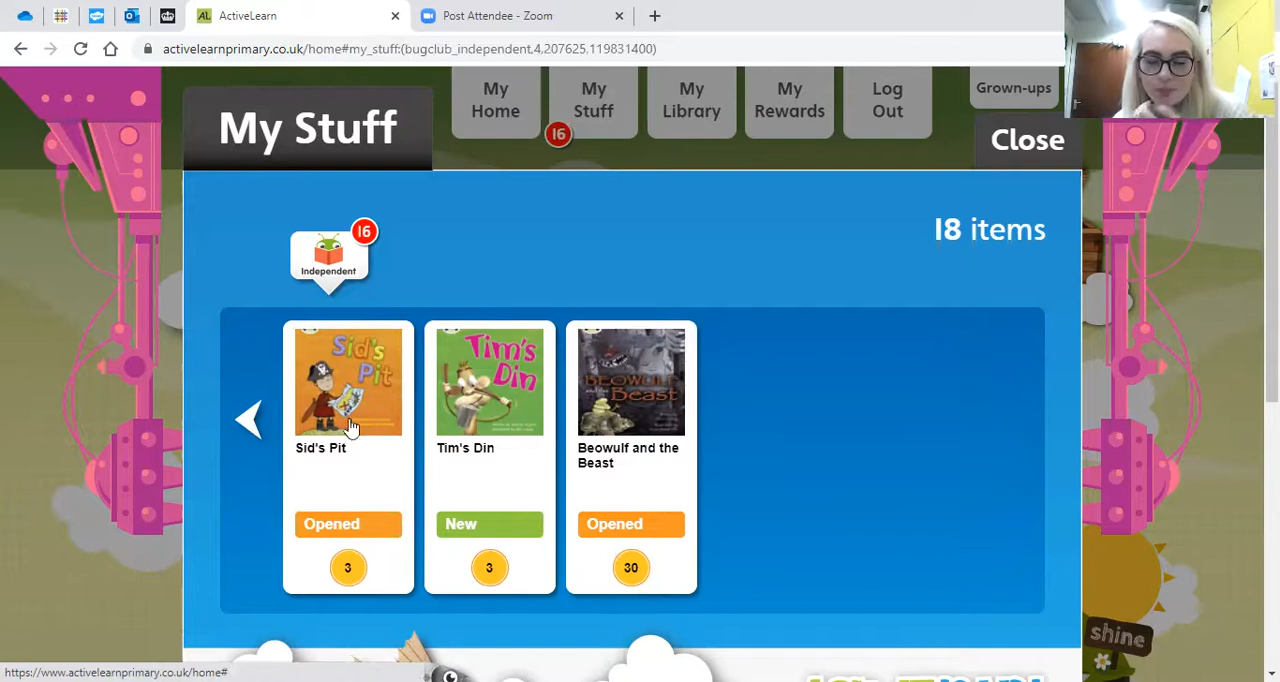 ActiveLearn
Post Attendee - Zoom
activelearnprimary.co.uk/home#my_stuff:(bugclub_independent,4,207625,119831400)
My Stuff
My Home
My Stuff
16
My Library
My Rewards
Log Out
Grown-ups
Close
16
Independent
18 items
Sid's Pit
Tim's Din
BEOWULF and the BEAST
Sid's Pit
Tim's Din
Beowulf and the
Beast
Opened
New
Opened
3
3
30
shine
https://www.activelearnprimary.co.uk/home#